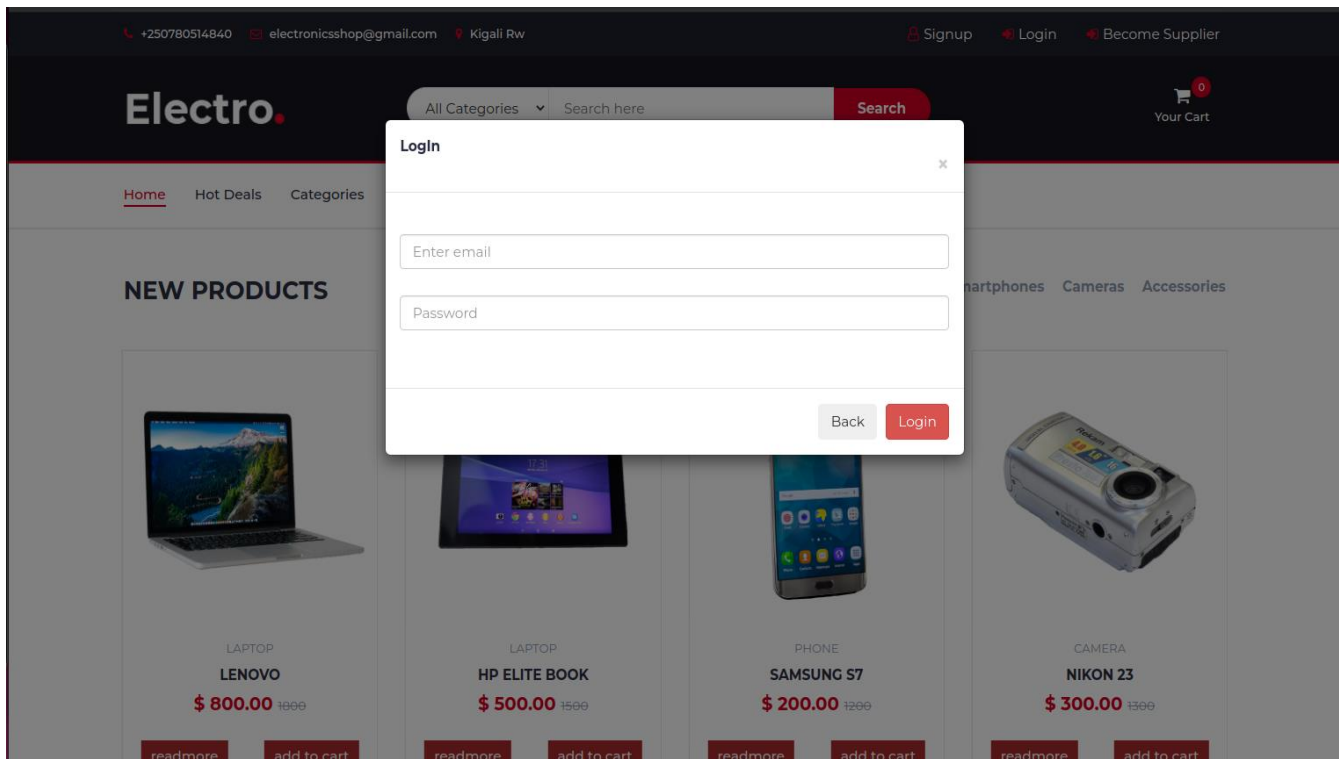 +250780514840 electronicsshop@gmail.com Kigali Rw Signup Login Become Supplier
Electro.
All Categories Search here Search
0
Your Cart
LogIn
×
Home Hot Deals Categories
Enter email
NEW PRODUCTS
martphones Cameras Accessories
Password
Back Login
Rekam
17:31
LAPTOP LAPTOP PHONE CAMERA
LENOVO HP ELITE BOOK SAMSUNG S7 NIKON 23
$ 800.00 1800 $ 500.00 1500 $ 200.00 1200 $ 300.00 1300
readmore add to cart readmore add to cart readmore add to cart readmore add to cart